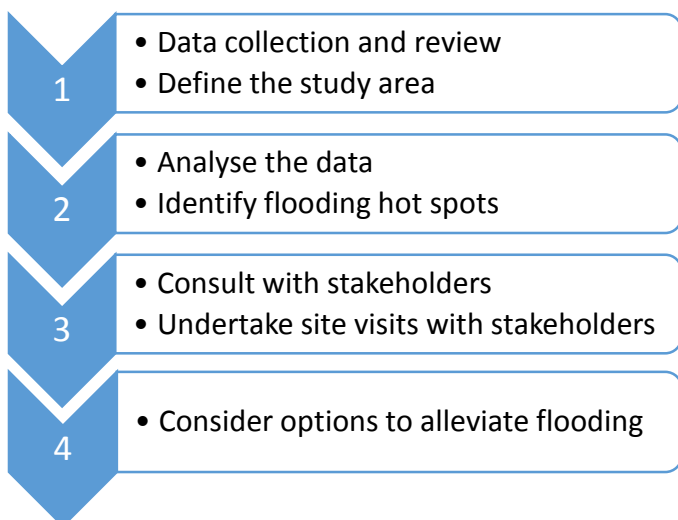 1
• Data collection and review
• Define the study area
2
• Analyse the data
• Identify flooding hot spots
3
• Consult with stakeholders
• Undertake site visits with stakeholders
4
• Consider options to alleviate flooding